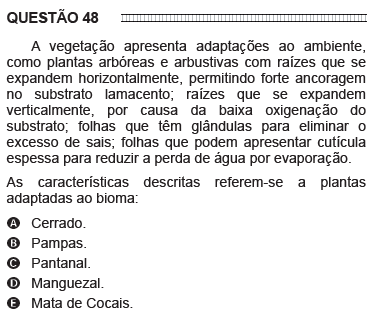 QUESTÃO 48
A vegetação apresenta adaptações ao ambiente,
como plantas arbóreas e arbustivas com raízes que se
expandem horizontalmente, permitindo forte ancoragem
no substrato lamacento; raízes que se expandem
verticalmente, por causa da baixa oxigenação do
substrato; folhas que têm glândulas para eliminar o
excesso de sais; folhas que podem apresentar cutícula
espessa para reduzir a perda de água por evaporação.
As características descritas referem-se a plantas
adaptadas ao bioma:
A Cerrado.
B Pampas.
C Pantanal.
D Manguezal.
E Mata de Cocais.